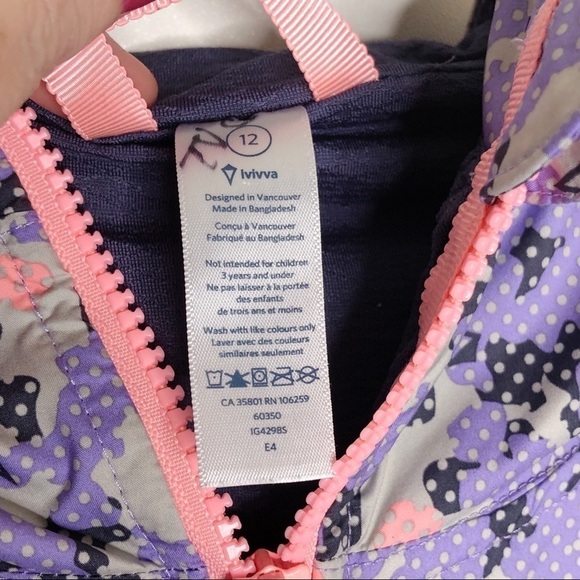 12
ivivva
Designed in Vancouver
Made in Bangladesh
Conçu à Vancouver
Fabriqué au Bangladesh
Not intended for children
3 years and under
Ne pas laisser à la portée
des enfants
de trois ans et moins
Wash with like colours only
Laver avec des couleurs
similaires seulement
CA 35801 RN 106259
60350
1G429BS
E4